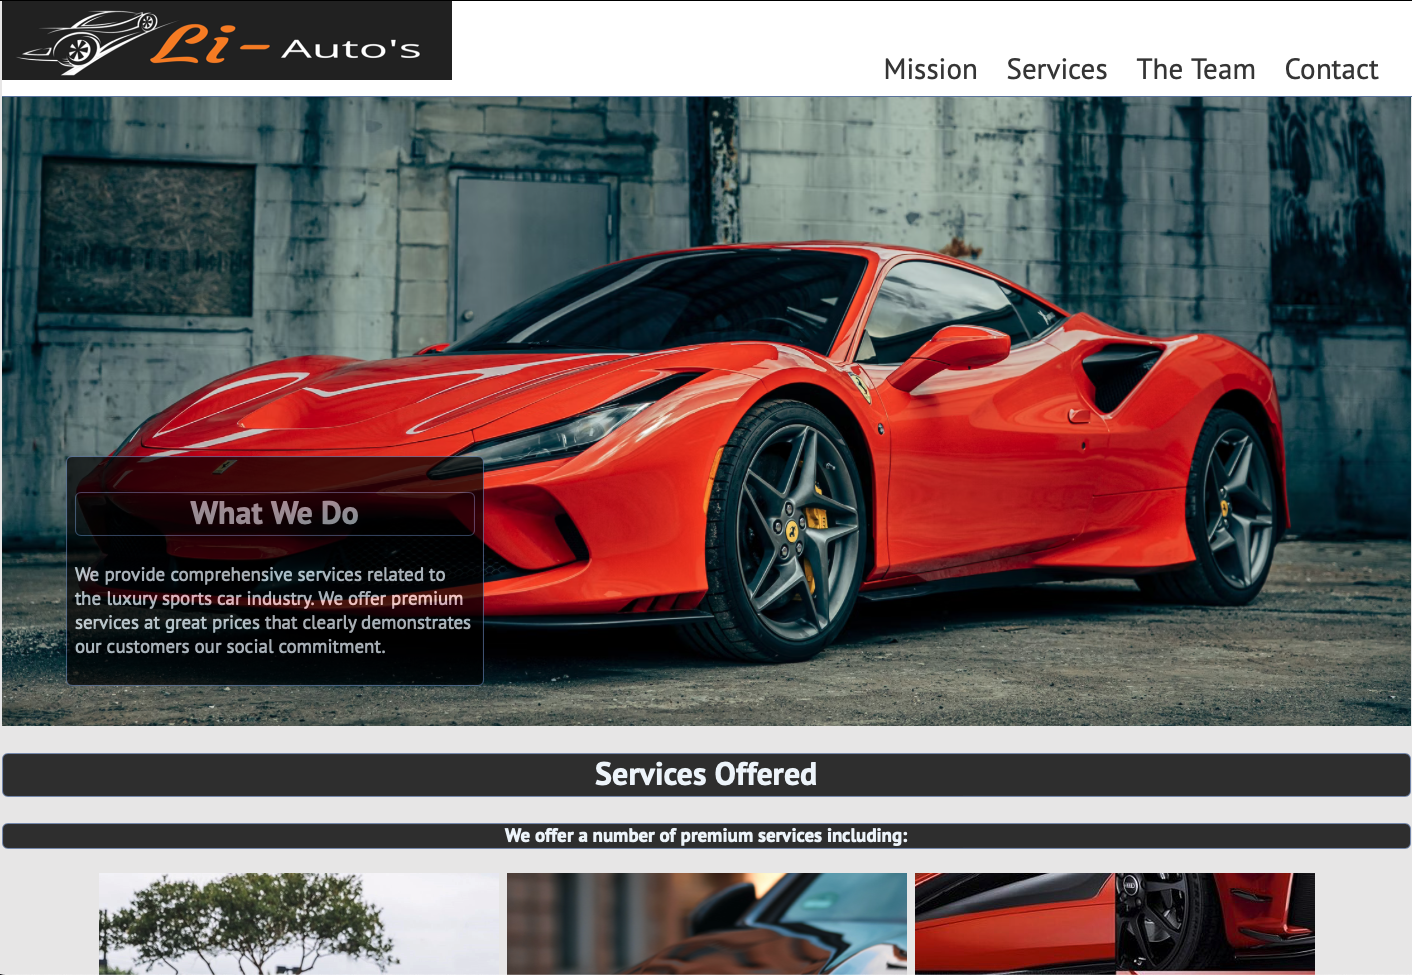 Li - Auto's
Mission Services The Team Contact
What We Do
We provide comprehensive services related to
the luxury sports car industry. We offer premium
services at great prices that clearly demonstrates
our customers our social commitment.
Services Offered
We offer a number of premium services including: